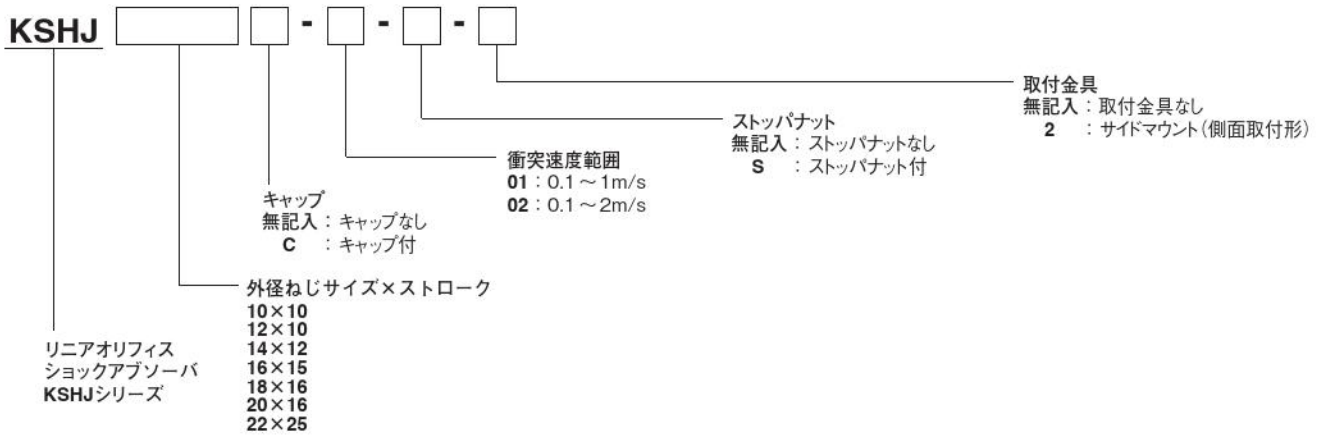 KSHJ - - -
取付金具
無記入：取付金具なし
2：サイドマウント（側面取付形）
ストッパナット
無記入：ストッパナットなし
S：ストッパナット付
衝突速度範囲
01：0.1～1m/s
02：0.1～2m/s
キャップ
無記入：キャップなし
C：キャップ付
外径ねじサイズ×ストローク
10×10
12×10
14×12
16×15
18×16
20×16
22×25
リニアオリフィス
ショックアブソーバ
KSHJシリーズ